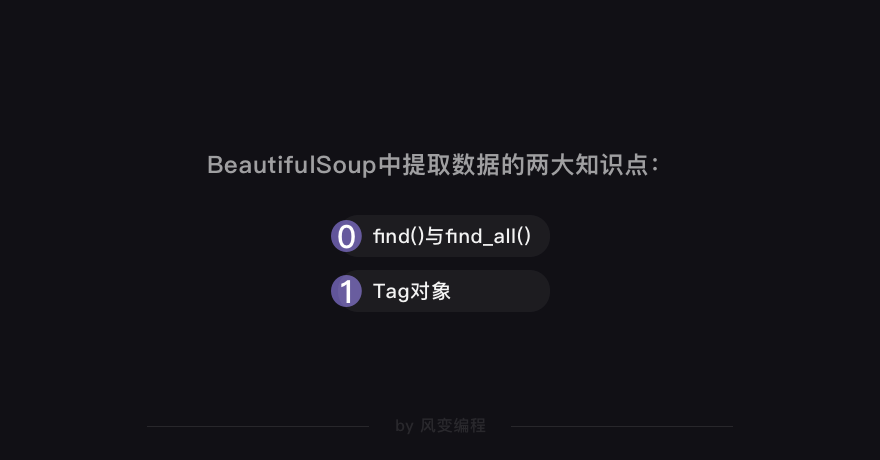 BeautifulSoup中提取数据的两大知识点：
0 find()与find_all()
1 Tag对象
by 风变编程